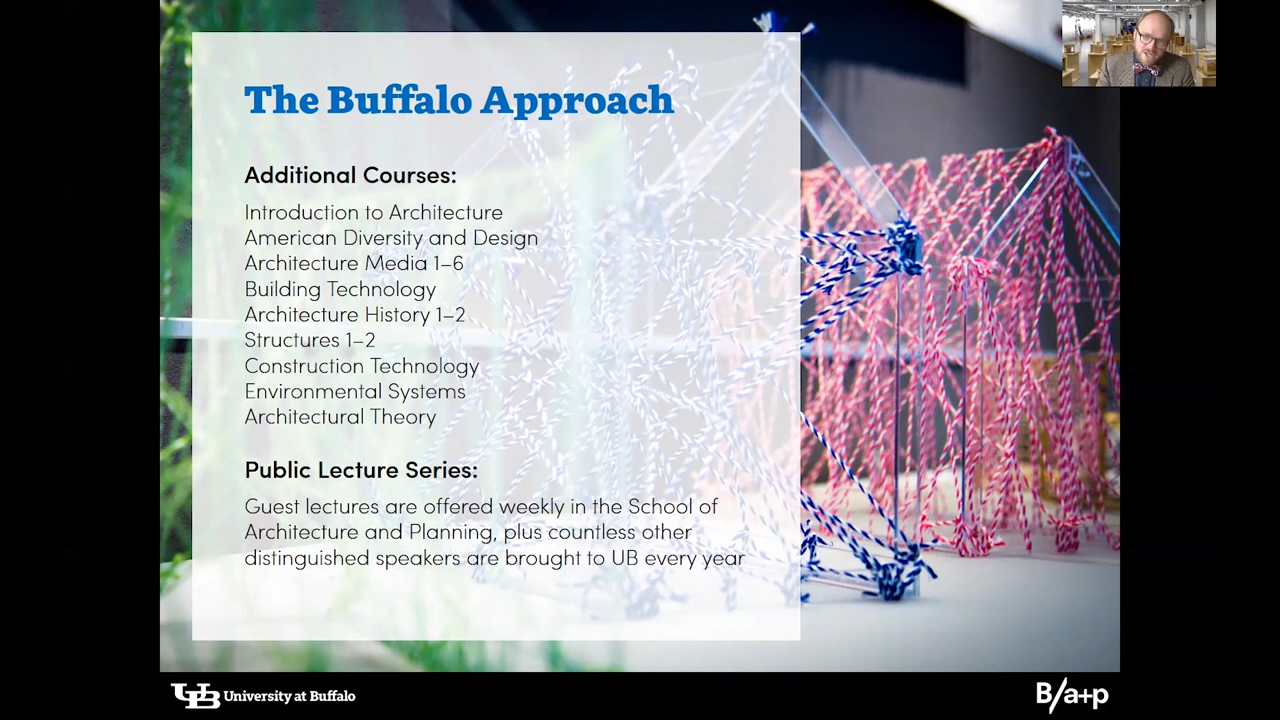 The Buffalo Approach
Additional Courses:
Introduction to Architecture
American Diversity and Design
Architecture Media 1–6
Building Technology
Architecture History 1–2
Structures 1–2
Construction Technology
Environmental Systems
Architectural Theory
Public Lecture Series:
Guest lectures are offered weekly in the School of
Architecture and Planning, plus countless other
distinguished speakers are brought to UB every year
UB University at Buffalo
B/a+p